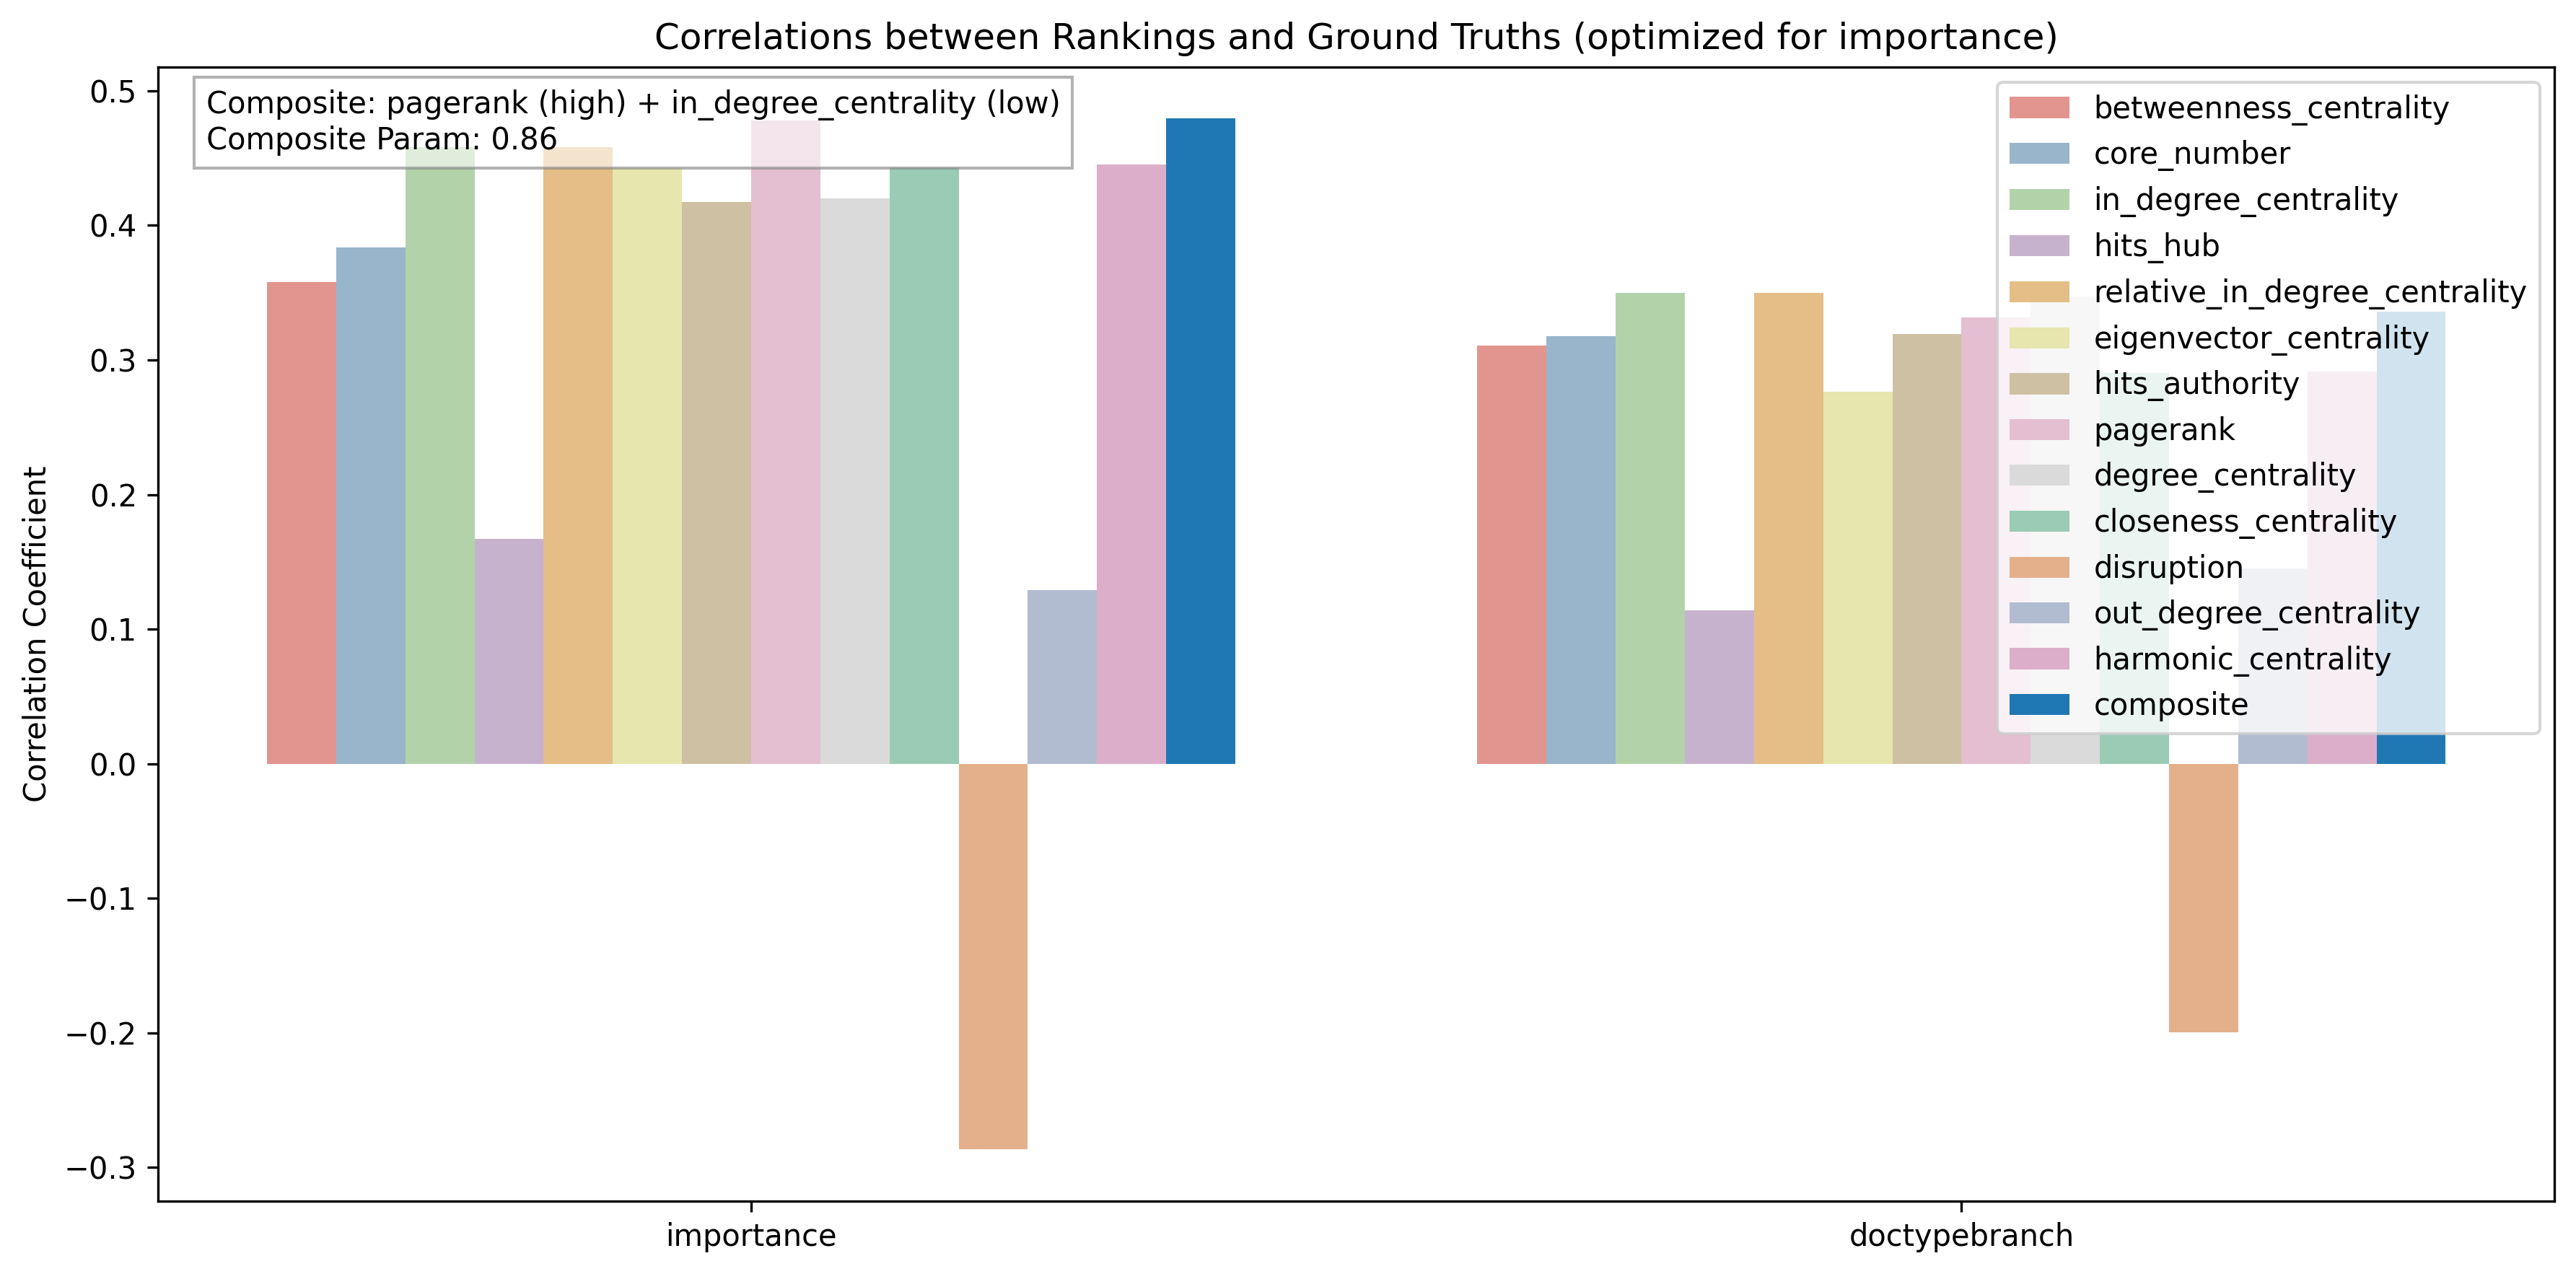 Correlations between Rankings and Ground Truths (optimized for importance)
Composite: pagerank (high) + in_degree_centrality (low)
Composite Param: 0.86
betweenness_centrality
core_number
in_degree_centrality
hits_hub
relative_in_degree_centrality
eigenvector_centrality
hits_authority
pagerank
degree_centrality
closeness_centrality
disruption
out_degree_centrality
harmonic_centrality
composite
Correlation Coefficient
0.5
0.4
0.3
0.2
0.1
0.0
−0.1
−0.2
−0.3
importance
doctypebranch